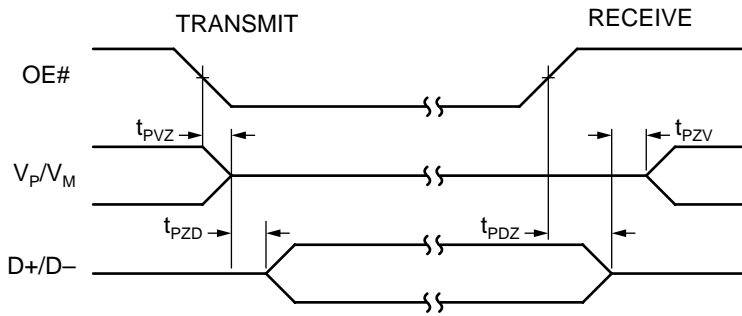 TRANSMIT RECEIVE
OE#
tPVZ tPZV
VP/VM
tPZD tPDZ
D+/D–